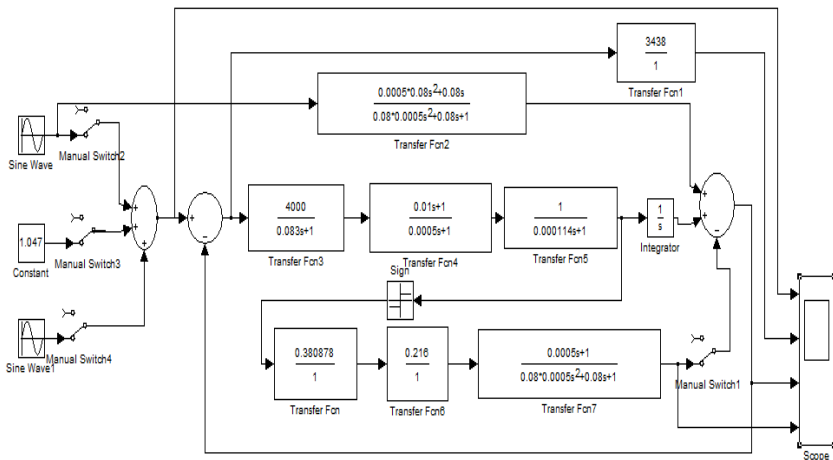 3438
1
Transfer Fcn1
0.0005*0.08s2+0.08s
0.08*0.0005s2+0.08s+1
Transfer Fcn2
Sine Wave
Manual Switch2
1.047
Constant
Manual Switch3
Sine Wave1
Manual Switch4
+
+
+
+
−
4000
0.083s+1
Transfer Fcn3
0.01s+1
0.0005s+1
Transfer Fcn4
1
0.000114s+1
Transfer Fcn5
1
s
Integrator
+
+
−
Sign
0.380878
1
Transfer Fcn
0.216
1
Transfer Fcn6
0.0005s+1
0.08*0.0005s2+0.08s+1
Transfer Fcn7
Manual Switch1
Scope